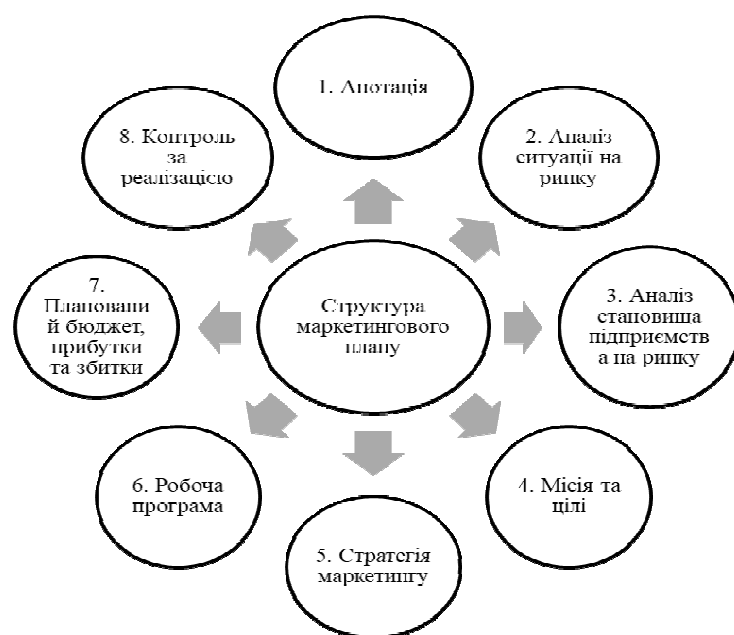 1. Анотація
2. Аналіз
ситуації на
ринку
3. Аналіз
становища
підприємств
а на ринку
4. Місія та
цілі
5. Стратегія
маркетингу
6. Робоча
програма
7.
Плановани
й бюджет,
прибутки
та збитки
8. Контроль
за
реалізацією
Структура
маркетингового
плану